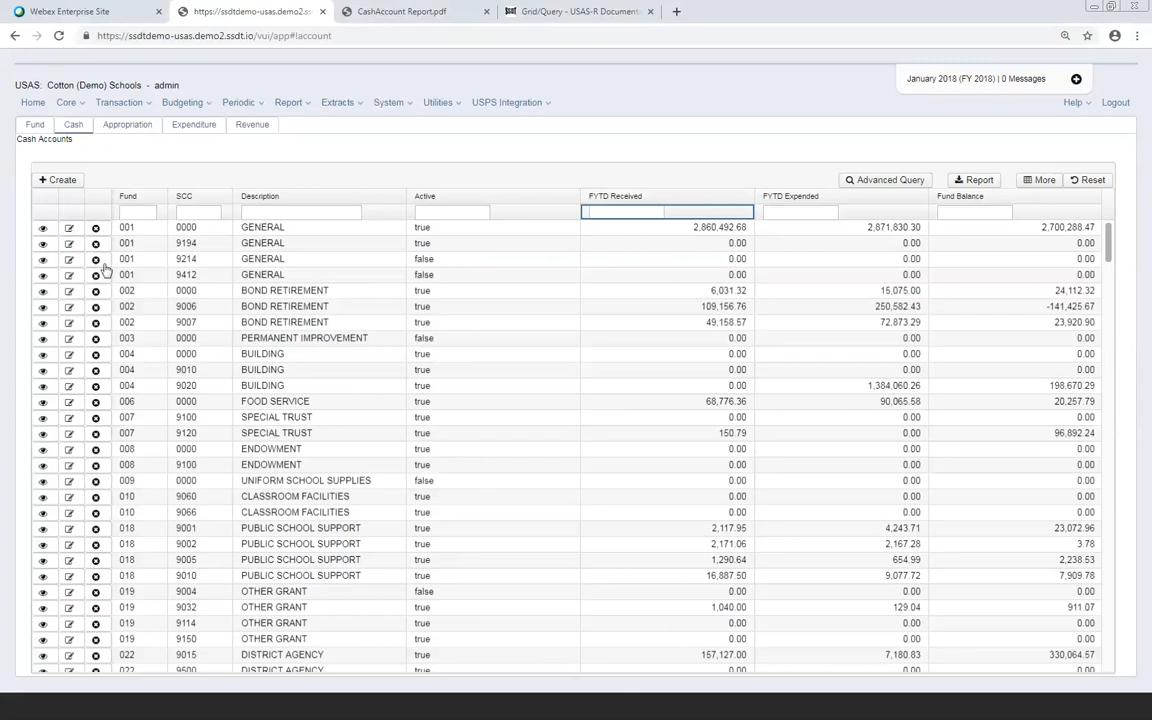 Webex Enterprise Site
https://ssdtdemo-usas.demo2.ssdt
CashAccount Report.pdf
Grid/Query - USAS-R Document
https://ssdtdemo-usas.demo2.ssdt.io/vui/app#!account
USAS: Cotton (Demo) Schools - admin
January 2018 (FY 2018) | 0 Messages
Home Core Transaction Budgeting Periodic Report Extracts System Utilities USPS Integration Help Logout
Fund Cash Appropriation Expenditure Revenue
Cash Accounts
+ Create Advanced Query Report More Reset
Fund SCC Description Active FYTD Received FYTD Expended Fund Balance
001 0000 GENERAL true 2,860,492.68 2,871,830.30 2,700,288.47
001 9194 GENERAL true 0.00 0.00 0.00
001 9214 GENERAL false 0.00 0.00 0.00
001 9412 GENERAL false 0.00 0.00 0.00
002 0000 BOND RETIREMENT true 6,031.32 15,075.00 24,112.32
002 9006 BOND RETIREMENT true 109,156.76 250,582.43 -141,425.67
002 9007 BOND RETIREMENT true 49,158.57 72,873.29 23,920.90
003 0000 PERMANENT IMPROVEMENT false 0.00 0.00 0.00
004 0000 BUILDING true 0.00 0.00 0.00
004 9010 BUILDING true 0.00 0.00 0.00
004 9020 BUILDING true 0.00 1,384,060.26 198,670.29
006 0000 FOOD SERVICE true 68,776.36 90,065.58 20,257.79
007 9100 SPECIAL TRUST true 0.00 0.00 0.00
007 9120 SPECIAL TRUST true 150.79 0.00 96,892.24
008 0000 ENDOWMENT true 0.00 0.00 0.00
008 9100 ENDOWMENT true 0.00 0.00 0.00
009 0000 UNIFORM SCHOOL SUPPLIES false 0.00 0.00 0.00
010 9060 CLASSROOM FACILITIES true 0.00 0.00 0.00
010 9066 CLASSROOM FACILITIES true 0.00 0.00 0.00
018 9001 PUBLIC SCHOOL SUPPORT true 2,117.95 4,243.71 23,072.96
018 9002 PUBLIC SCHOOL SUPPORT true 2,171.06 2,167.28 3.78
018 9005 PUBLIC SCHOOL SUPPORT true 1,290.64 654.99 2,238.53
018 9010 PUBLIC SCHOOL SUPPORT true 16,887.50 9,077.72 7,909.78
019 9004 OTHER GRANT false 0.00 0.00 0.00
019 9032 OTHER GRANT true 1,040.00 129.04 911.07
019 9114 OTHER GRANT true 0.00 0.00 0.00
019 9150 OTHER GRANT true 0.00 0.00 0.00
022 9015 DISTRICT AGENCY true 157,127.00 7,180.83 330,064.57
022 9500 DISTRICT AGENCY true 0.00 0.00 0.00